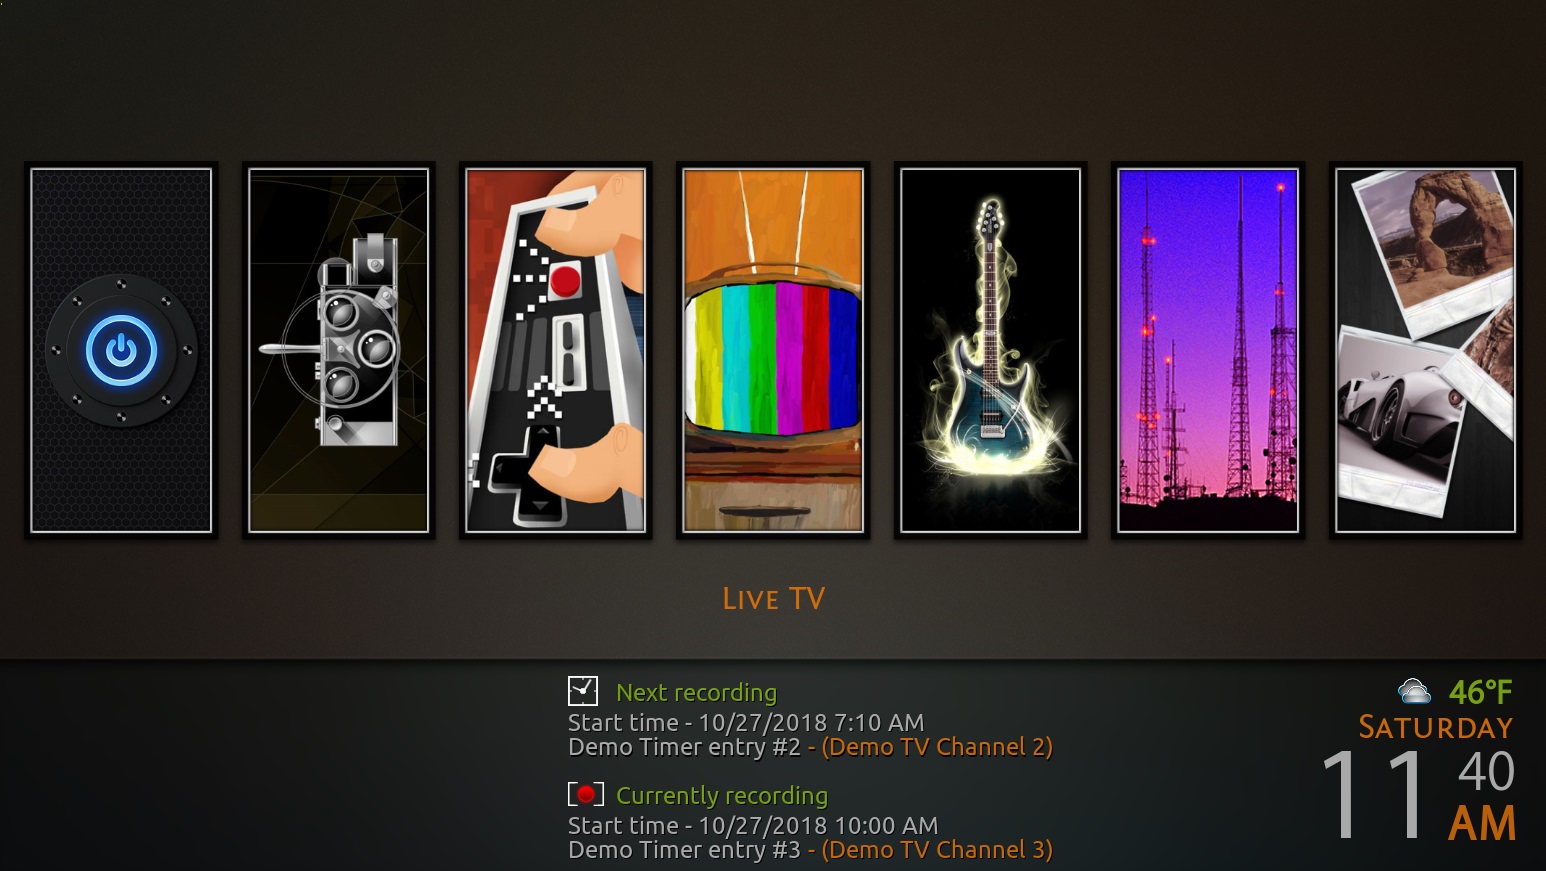 Live TV
Next recording
Start time - 10/27/2018 7:10 AM
Demo Timer entry #2 - (Demo TV Channel 2)
Currently recording
Start time - 10/27/2018 10:00 AM
Demo Timer entry #3 - (Demo TV Channel 3)
46°F
Saturday
11 40
AM